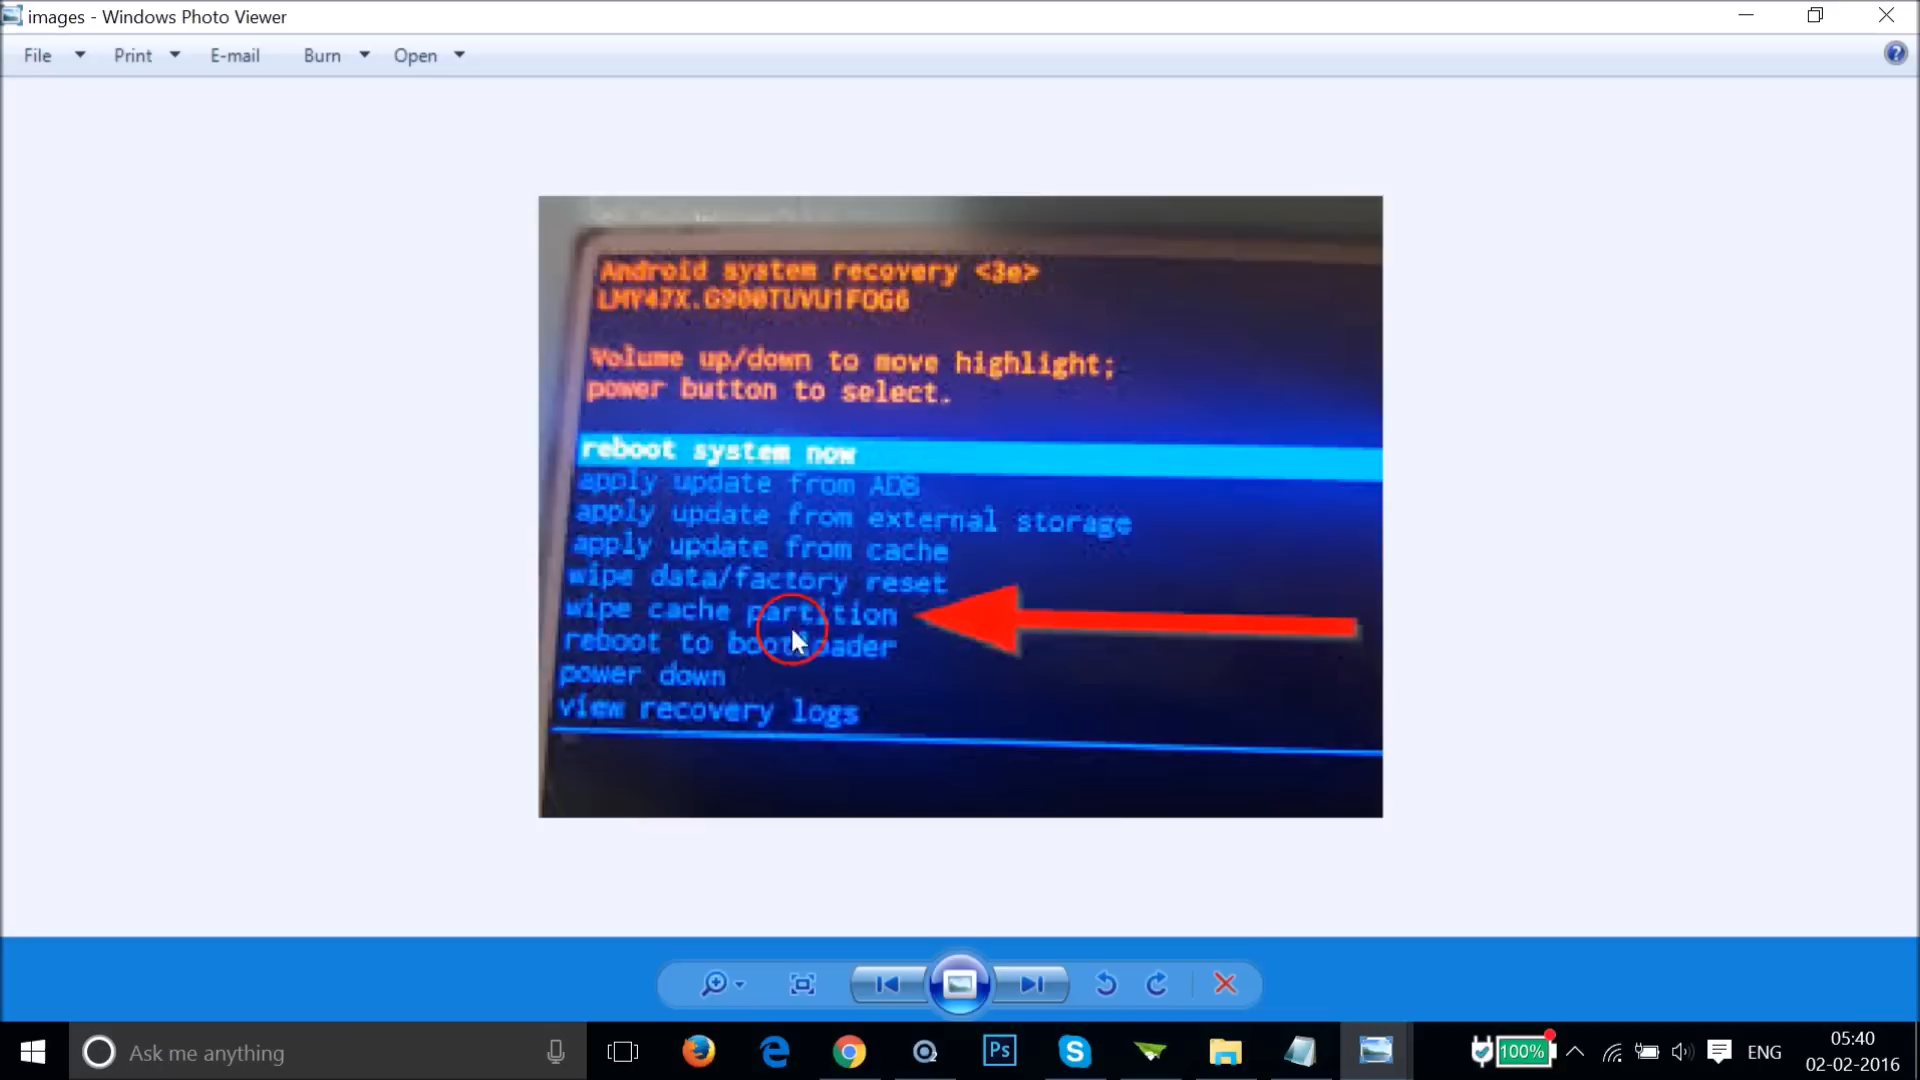 images - Windows Photo Viewer
File Print E-mail Burn Open
Android system recovery <3e>
LMY47X.G900TUVU1FOG6
Volume up/down to move highlight;
power button to select.
reboot system now
apply update from ADB
apply update from external storage
apply update from cache
wipe data/factory reset
wipe cache partition
reboot to bootloader
power down
view recovery logs
Ask me anything
Ps
100%
ENG
05:40
02-02-2016